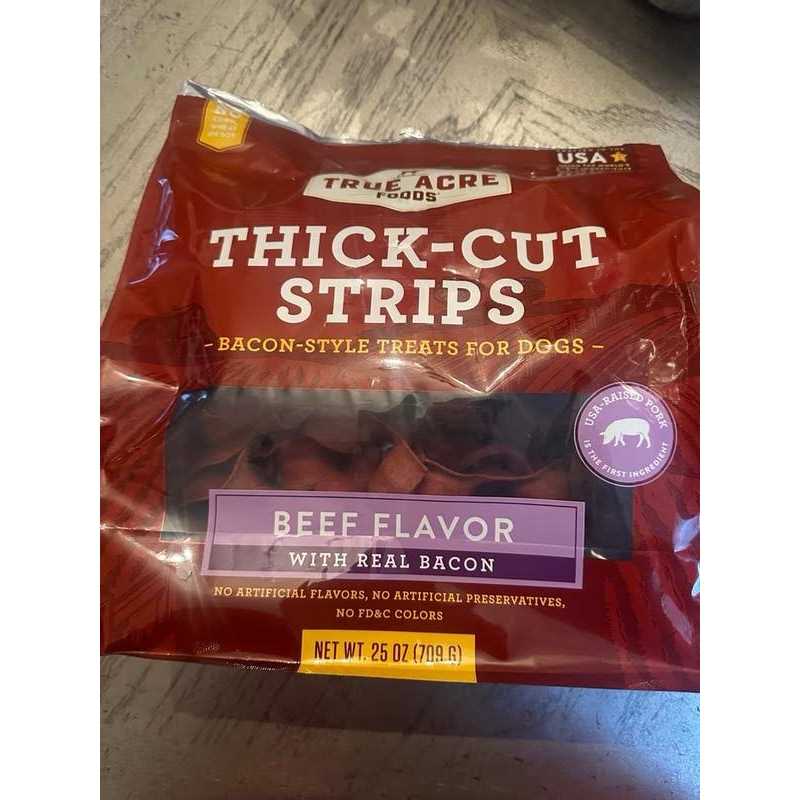 USA
TRUE ACRE
FOODS
THICK-CUT
STRIPS
- BACON-STYLE TREATS FOR DOGS -
USA-RAISED PORK
IS THE FIRST INGREDIENT
BEEF FLAVOR
WITH REAL BACON
NO ARTIFICIAL FLAVORS, NO ARTIFICIAL PRESERVATIVES,
NO FD&C COLORS
NET WT. 25 OZ (709 G)